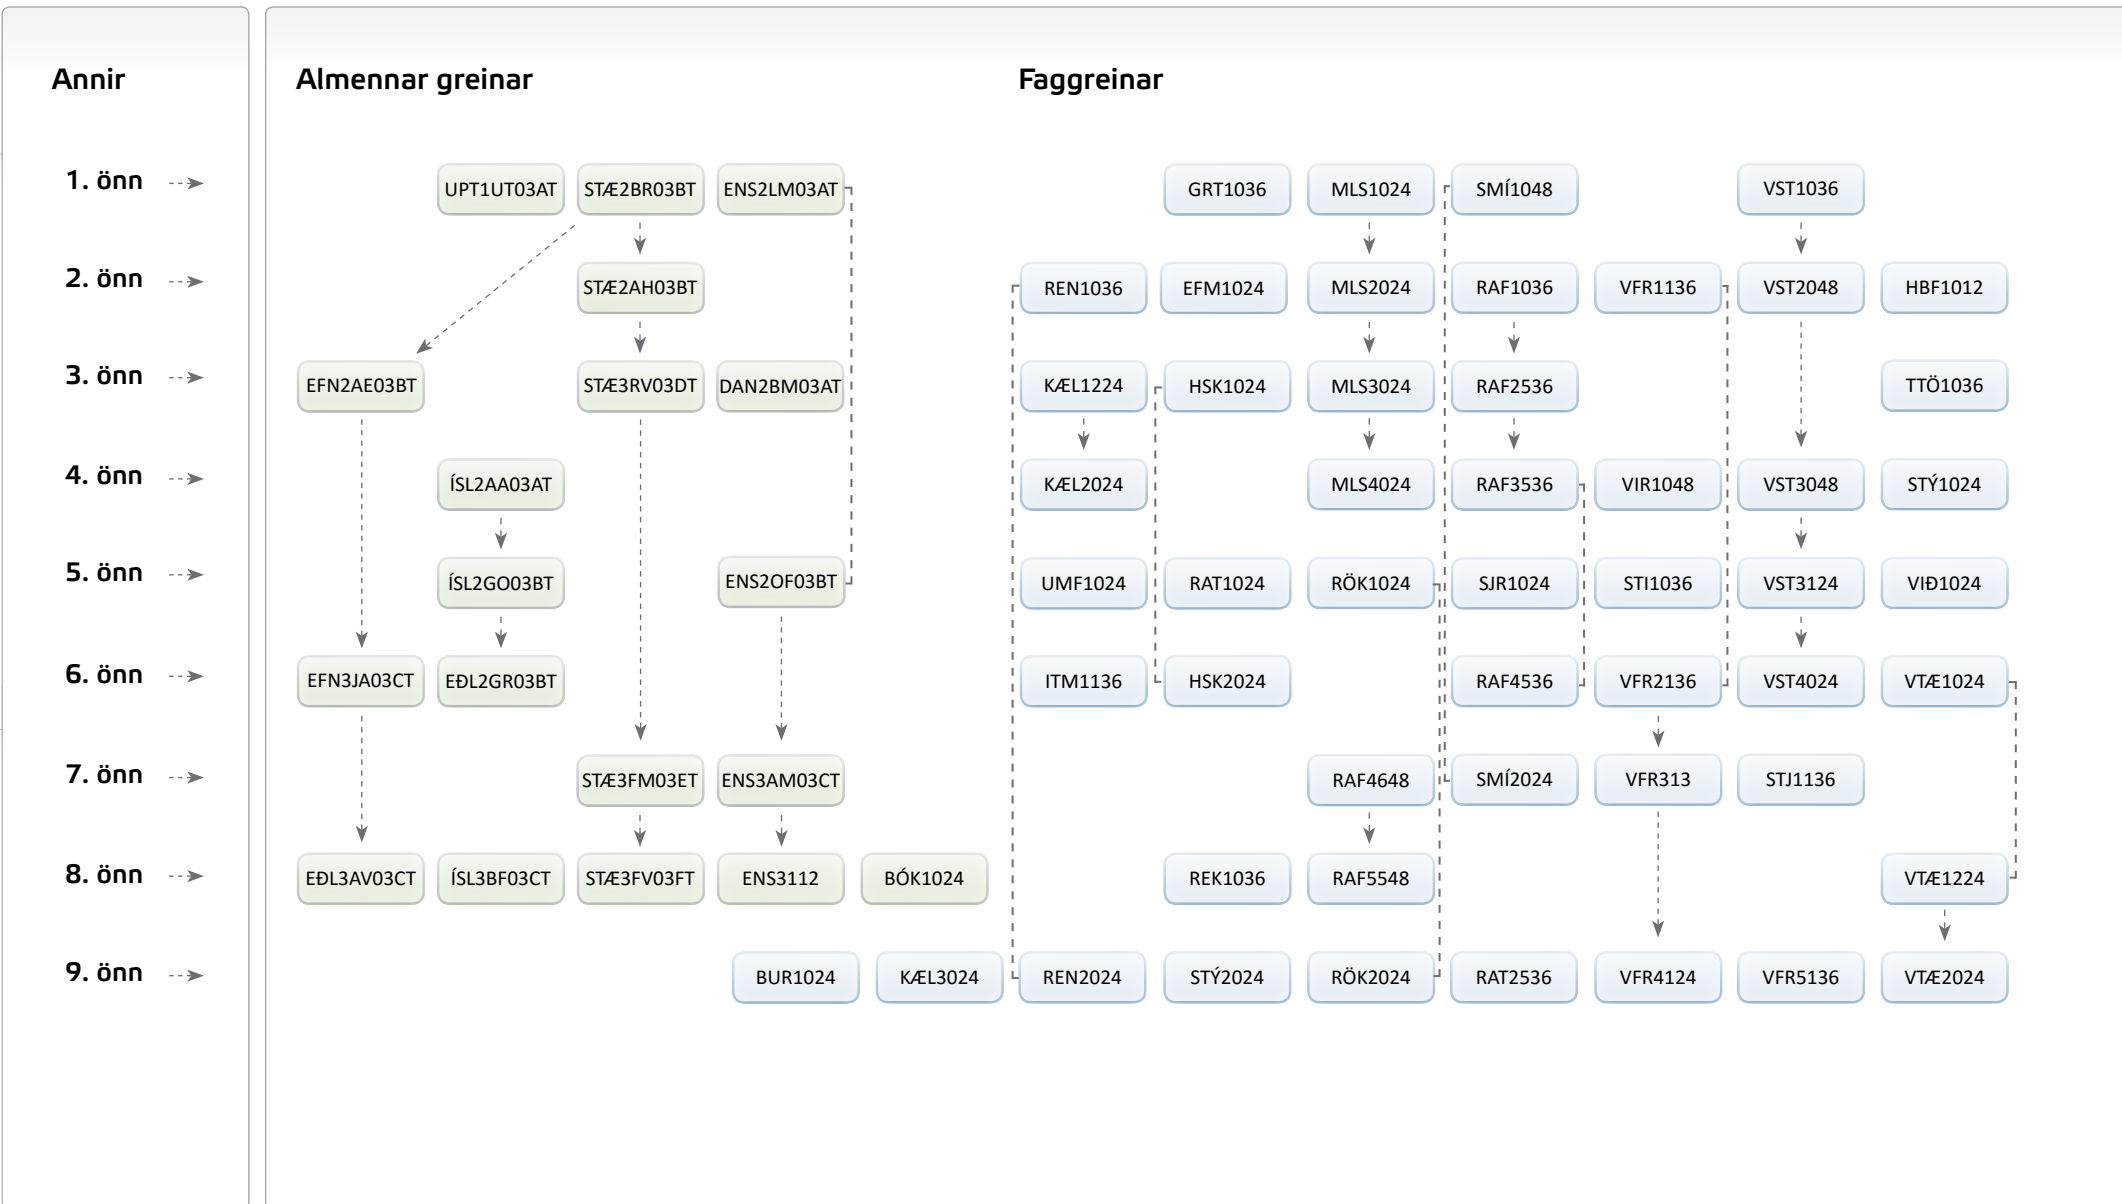 Annir Almennar greinar Faggreinar
1. önn UPT1UT03AT STÆ2BR03BT ENS2LM03AT GRT1036 MLS1024 SMÍ1048 VST1036
2. önn STÆ2AH03BT REN1036 EFM1024 MLS2024 RAF1036 VFR1136 VST2048 HBF1012
3. önn EFN2AE03BT STÆ3RV03DT DAN2BM03AT KÆL1224 HSK1024 MLS3024 RAF2536 TTÖ1036
4. önn ÍSL2AA03AT KÆL2024 MLS4024 RAF3536 VIR1048 VST3048 STÝ1024
5. önn ÍSL2GO03BT ENS2OF03BT UMF1024 RAT1024 RÖK1024 SJR1024 STI1036 VST3124 VIÐ1024
6. önn EFN3JA03CT EÐL2GR03BT ITM1136 HSK2024 RAF4536 VFR2136 VST4024 VTÆ1024
7. önn STÆ3FM03ET ENS3AM03CT RAF4648 SMÍ2024 VFR313 STJ1136
8. önn EÐL3AV03CT ÍSL3BF03CT STÆ3FV03FT ENS3112 BÓK1024 REK1036 RAF5548 VTÆ1224
9. önn BUR1024 KÆL3024 REN2024 STÝ2024 RÖK2024 RAT2536 VFR4124 VFR5136 VTÆ2024